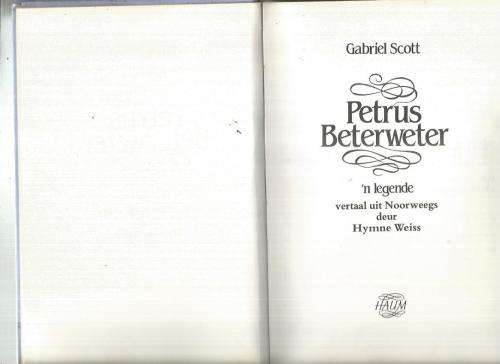 Gabriel Scott
Petrus
Beterweter
'n legende
vertaal uit Noorweegs
deur
Hymne Weiss
HAUM